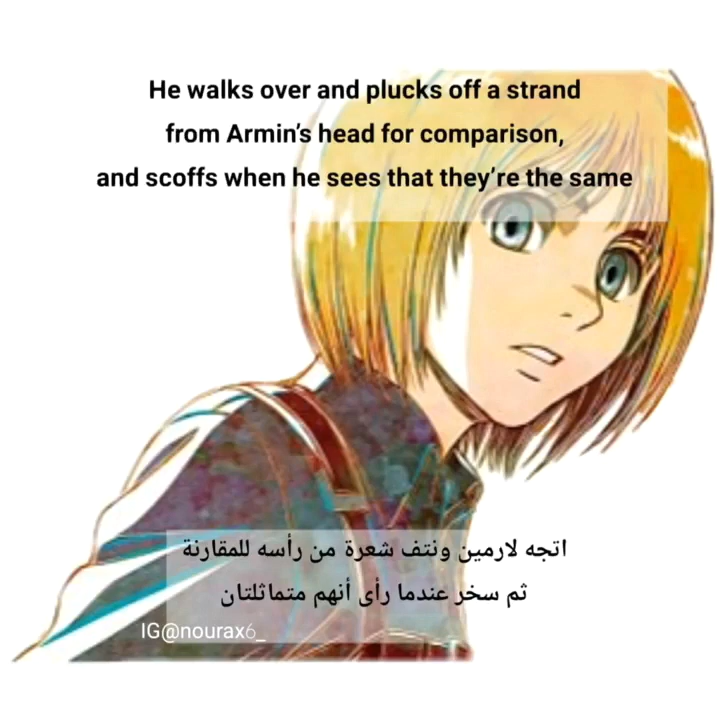 He walks over and plucks off a strand
from Armin's head for comparison,
and scoffs when he sees that they're the same
اتجه لارمين ونتف شعرة من رأسه للمقارنة
ثم سخر عندما رأى أنهم متماثلتان
IG@nourax6_